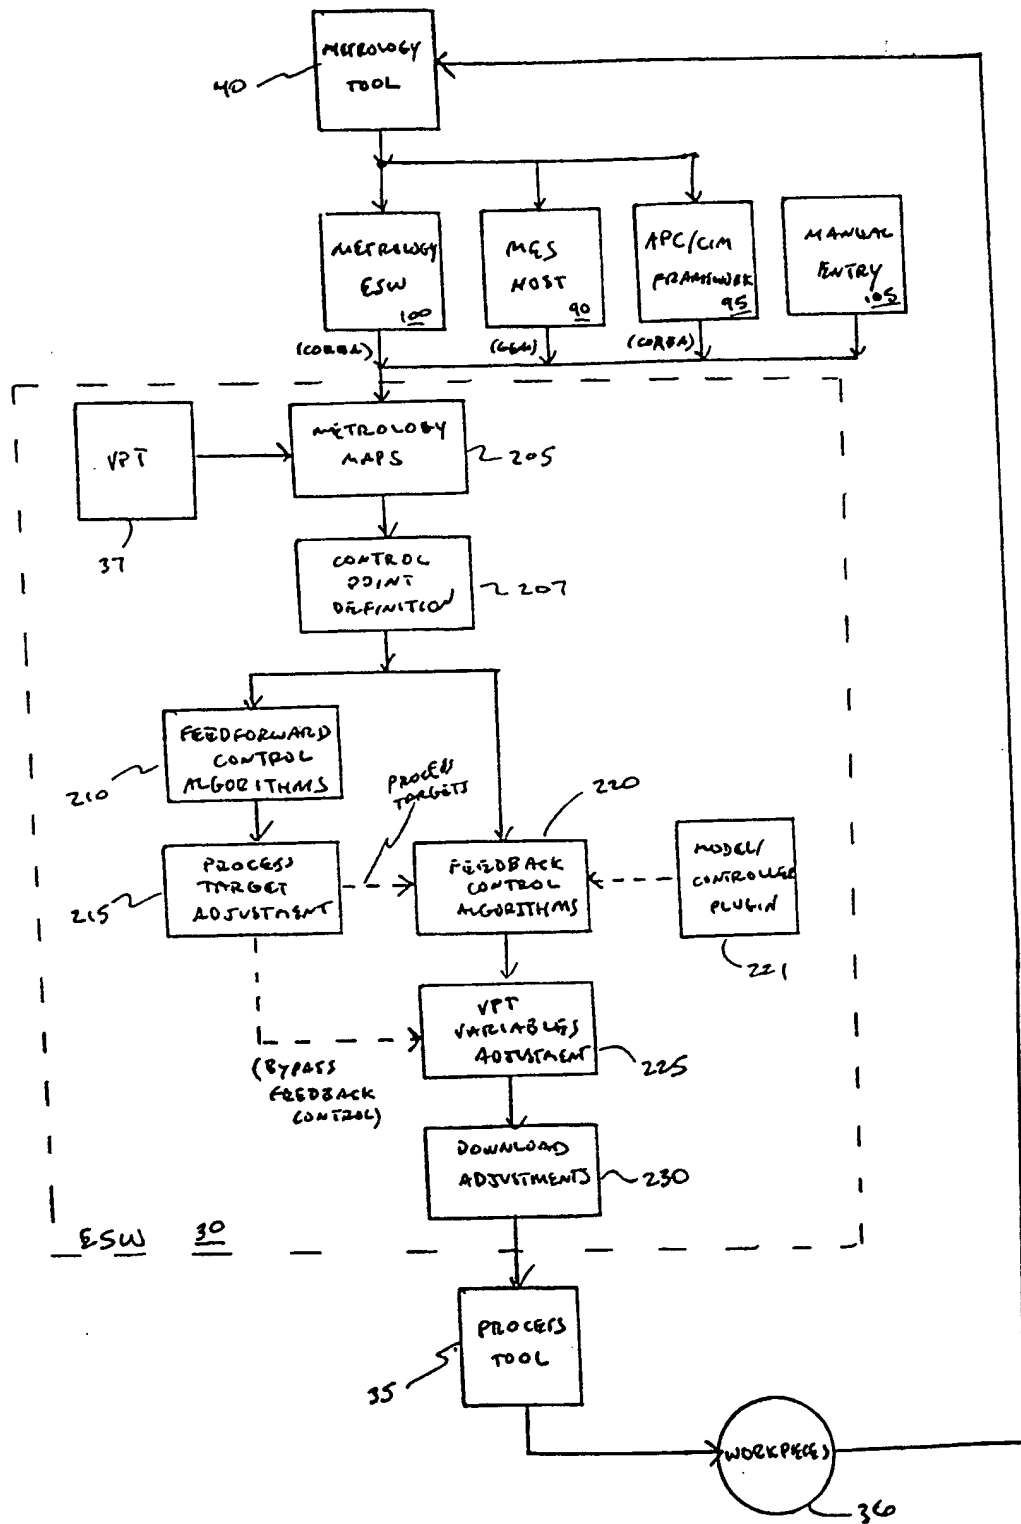 METROLOGY
TOOL
40
METROLOGY
ESW
100
MES
HOST
90
APC/CIM
FRAMEWORK
95
MANUAL
ENTRY
105
(CORBA)
(GEM)
(CORBA)
VPT
37
METROLOGY
MAPS
205
CONTROL
POINT
DEFINITION
207
FEEDFORWARD
CONTROL
ALGORITHMS
210
PROCESS
TARGETS
220
PROCESS
TARGET
ADJUSTMENT
215
FEEDBACK
CONTROL
ALGORITHMS
MODEL/
CONTROLLER
PLUGIN
221
VPT
VARIABLES
ADJUSTMENT
225
(BYPASS
FEEDBACK
CONTROL)
DOWNLOAD
ADJUSTMENTS
230
ESW 30
PROCESS
TOOL
35
WORKPIECES
36